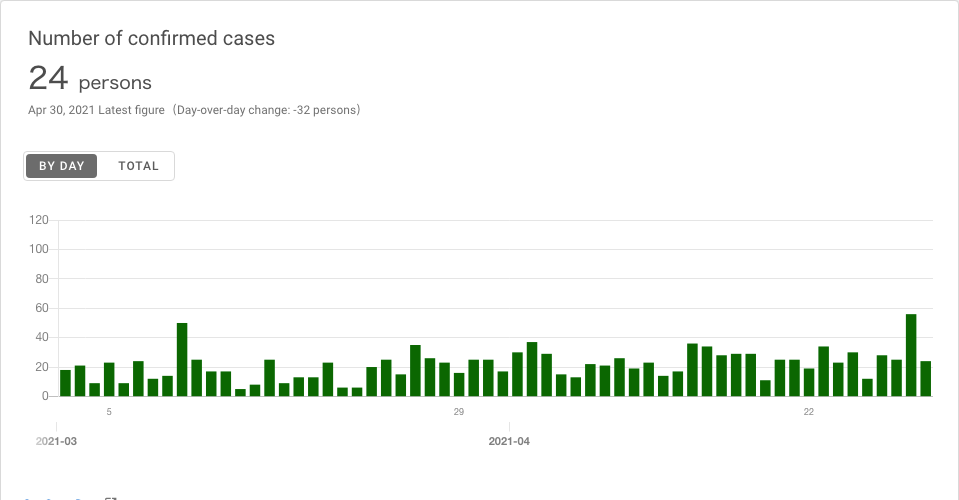 Number of confirmed cases
24 persons
Apr 30, 2021 Latest figure（Day-over-day change: -32 persons）
BY DAY TOTAL
120
100
80
60
40
20
0
5 29 22
2021-03 2021-04